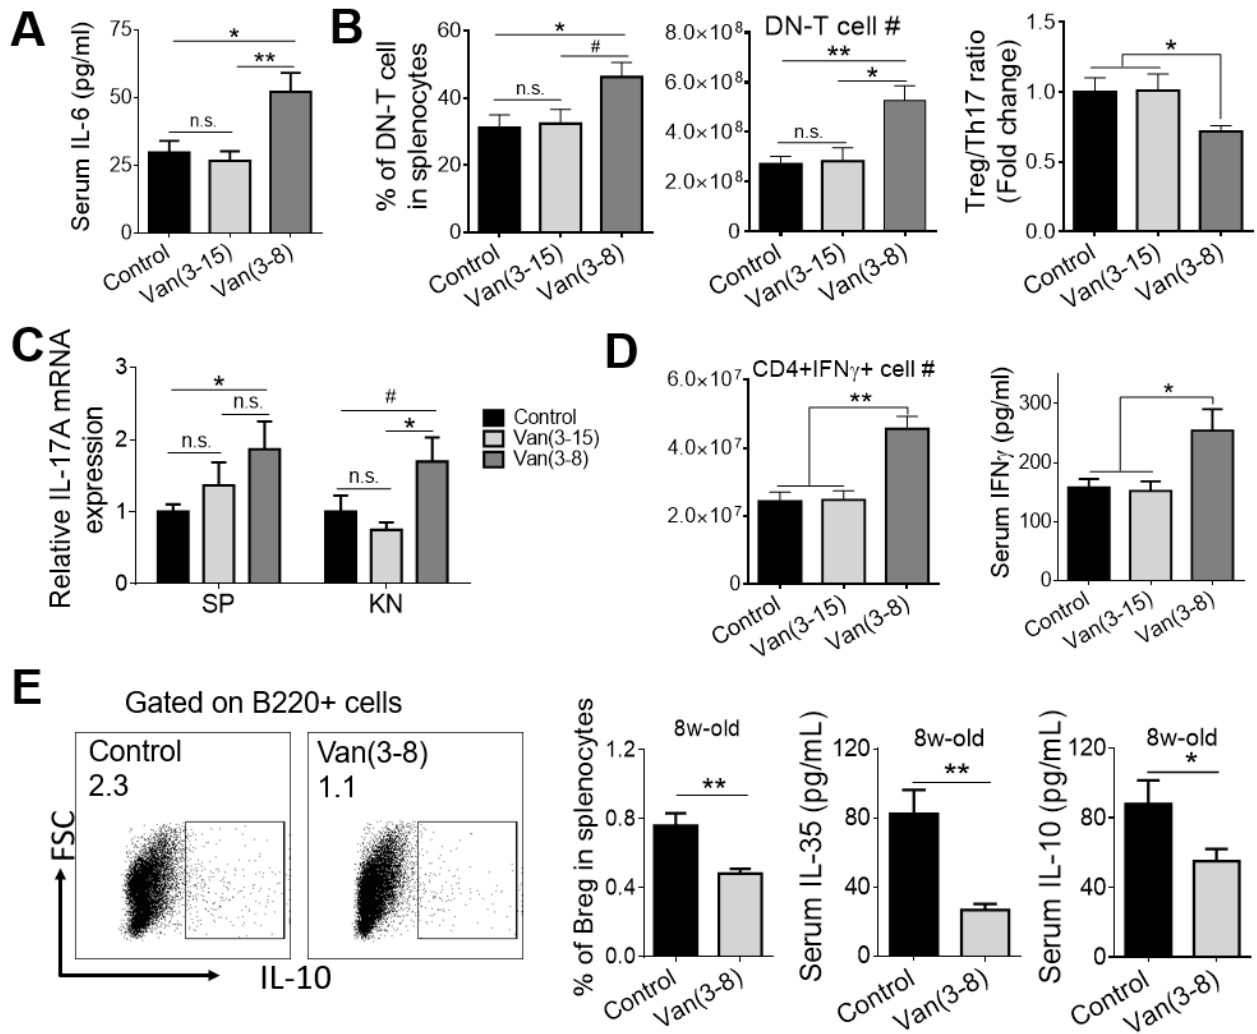 A
Serum IL-6 (pg/ml)
75
50
25
0
*
**
n.s.
Control
Van(3-15)
Van(3-8)
B
% of DN-T cell
in splenocytes
60
40
20
0
*
#
n.s.
Control
Van(3-15)
Van(3-8)
DN-T cell #
8.0×10⁸
6.0×10⁸
4.0×10⁸
2.0×10⁸
0
**
*
n.s.
Control
Van(3-15)
Van(3-8)
Treg/Th17 ratio
(Fold change)
1.5
1.0
0.5
0.0
*
Control
Van(3-15)
Van(3-8)
C
Relative IL-17A mRNA
expression
3
2
1
0
*
n.s.
n.s.
#
*
n.s.
SP
KN
Control
Van(3-15)
Van(3-8)
D
CD4+IFNγ+ cell #
6.0×10⁷
4.0×10⁷
2.0×10⁷
0
**
Control
Van(3-15)
Van(3-8)
Serum IFNγ (pg/ml)
300
200
100
0
*
Control
Van(3-15)
Van(3-8)
E
Gated on B220+ cells
Control
2.3
Van(3-8)
1.1
FSC
IL-10
% of Breg in splenocytes
8w-old
1.2
0.8
0.4
0.0
**
Control
Van(3-8)
Serum IL-35 (pg/mL)
8w-old
120
80
40
0
**
Control
Van(3-8)
Serum IL-10 (pg/mL)
8w-old
120
80
40
0
*
Control
Van(3-8)